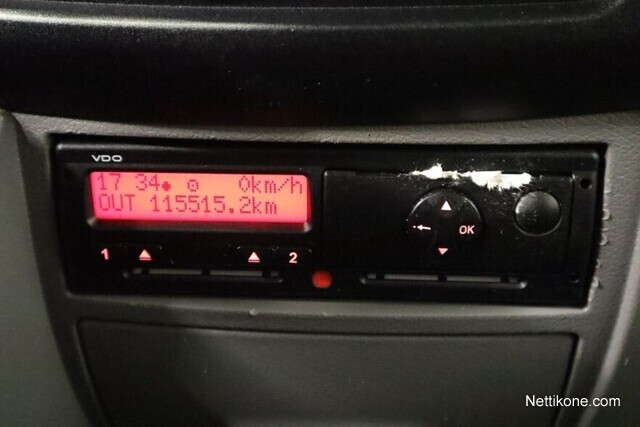 VDO
17 34 0km/h
OUT 115515.2km
OK
1 2
Nettikone.com